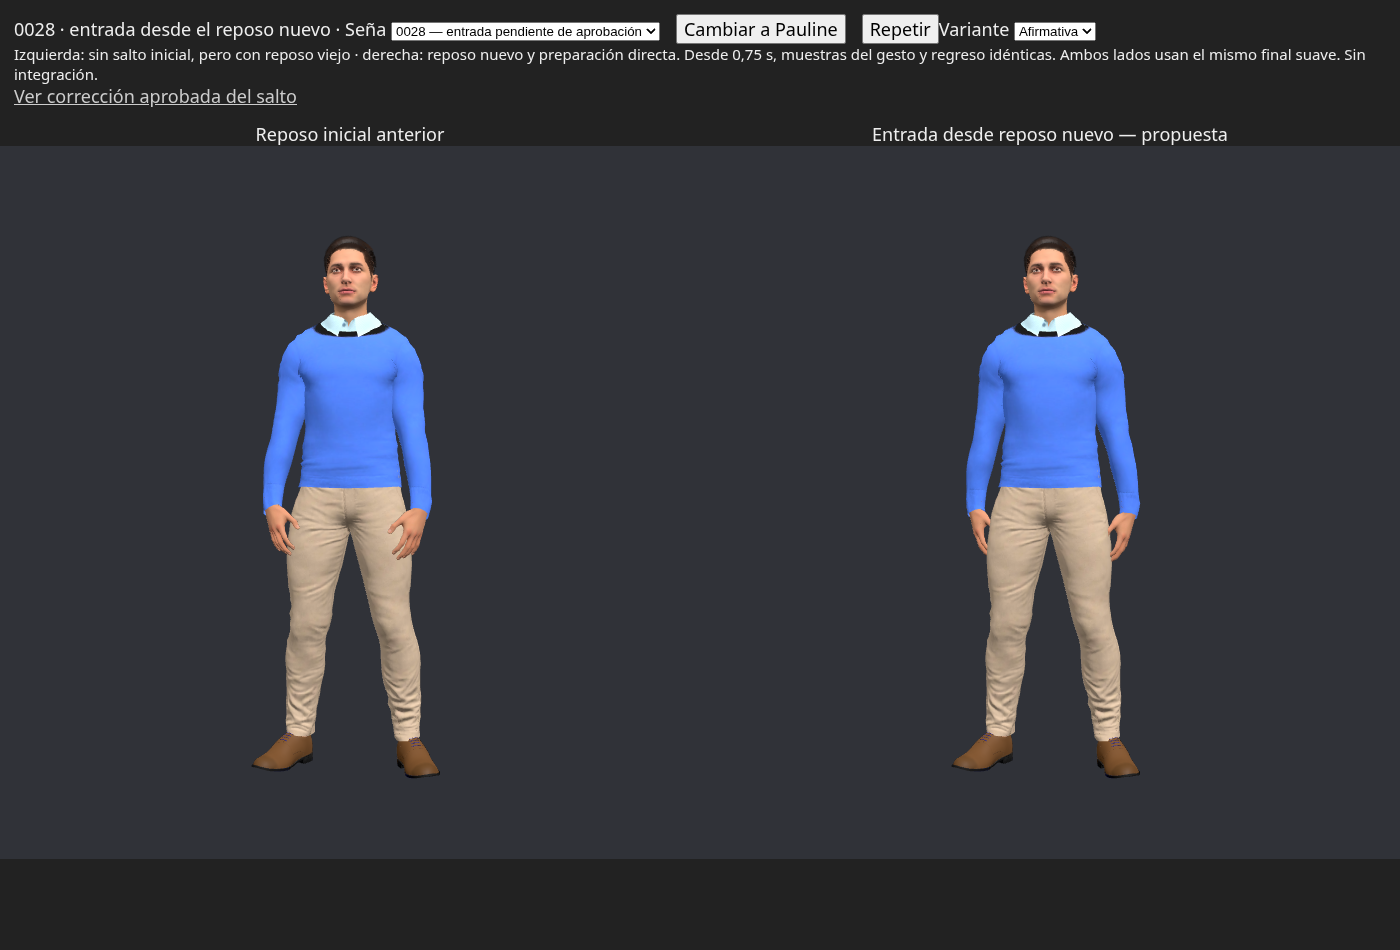 0028 · entrada desde el reposo nuevo · Seña 0028 — entrada pendiente de aprobación Cambiar a Pauline Repetir Variante Afirmativa
Izquierda: sin salto inicial, pero con reposo viejo · derecha: reposo nuevo y preparación directa. Desde 0,75 s, muestras del gesto y regreso idénticas. Ambos lados usan el mismo final suave. Sin
integración.
Ver corrección aprobada del salto
Reposo inicial anterior
Entrada desde reposo nuevo — propuesta